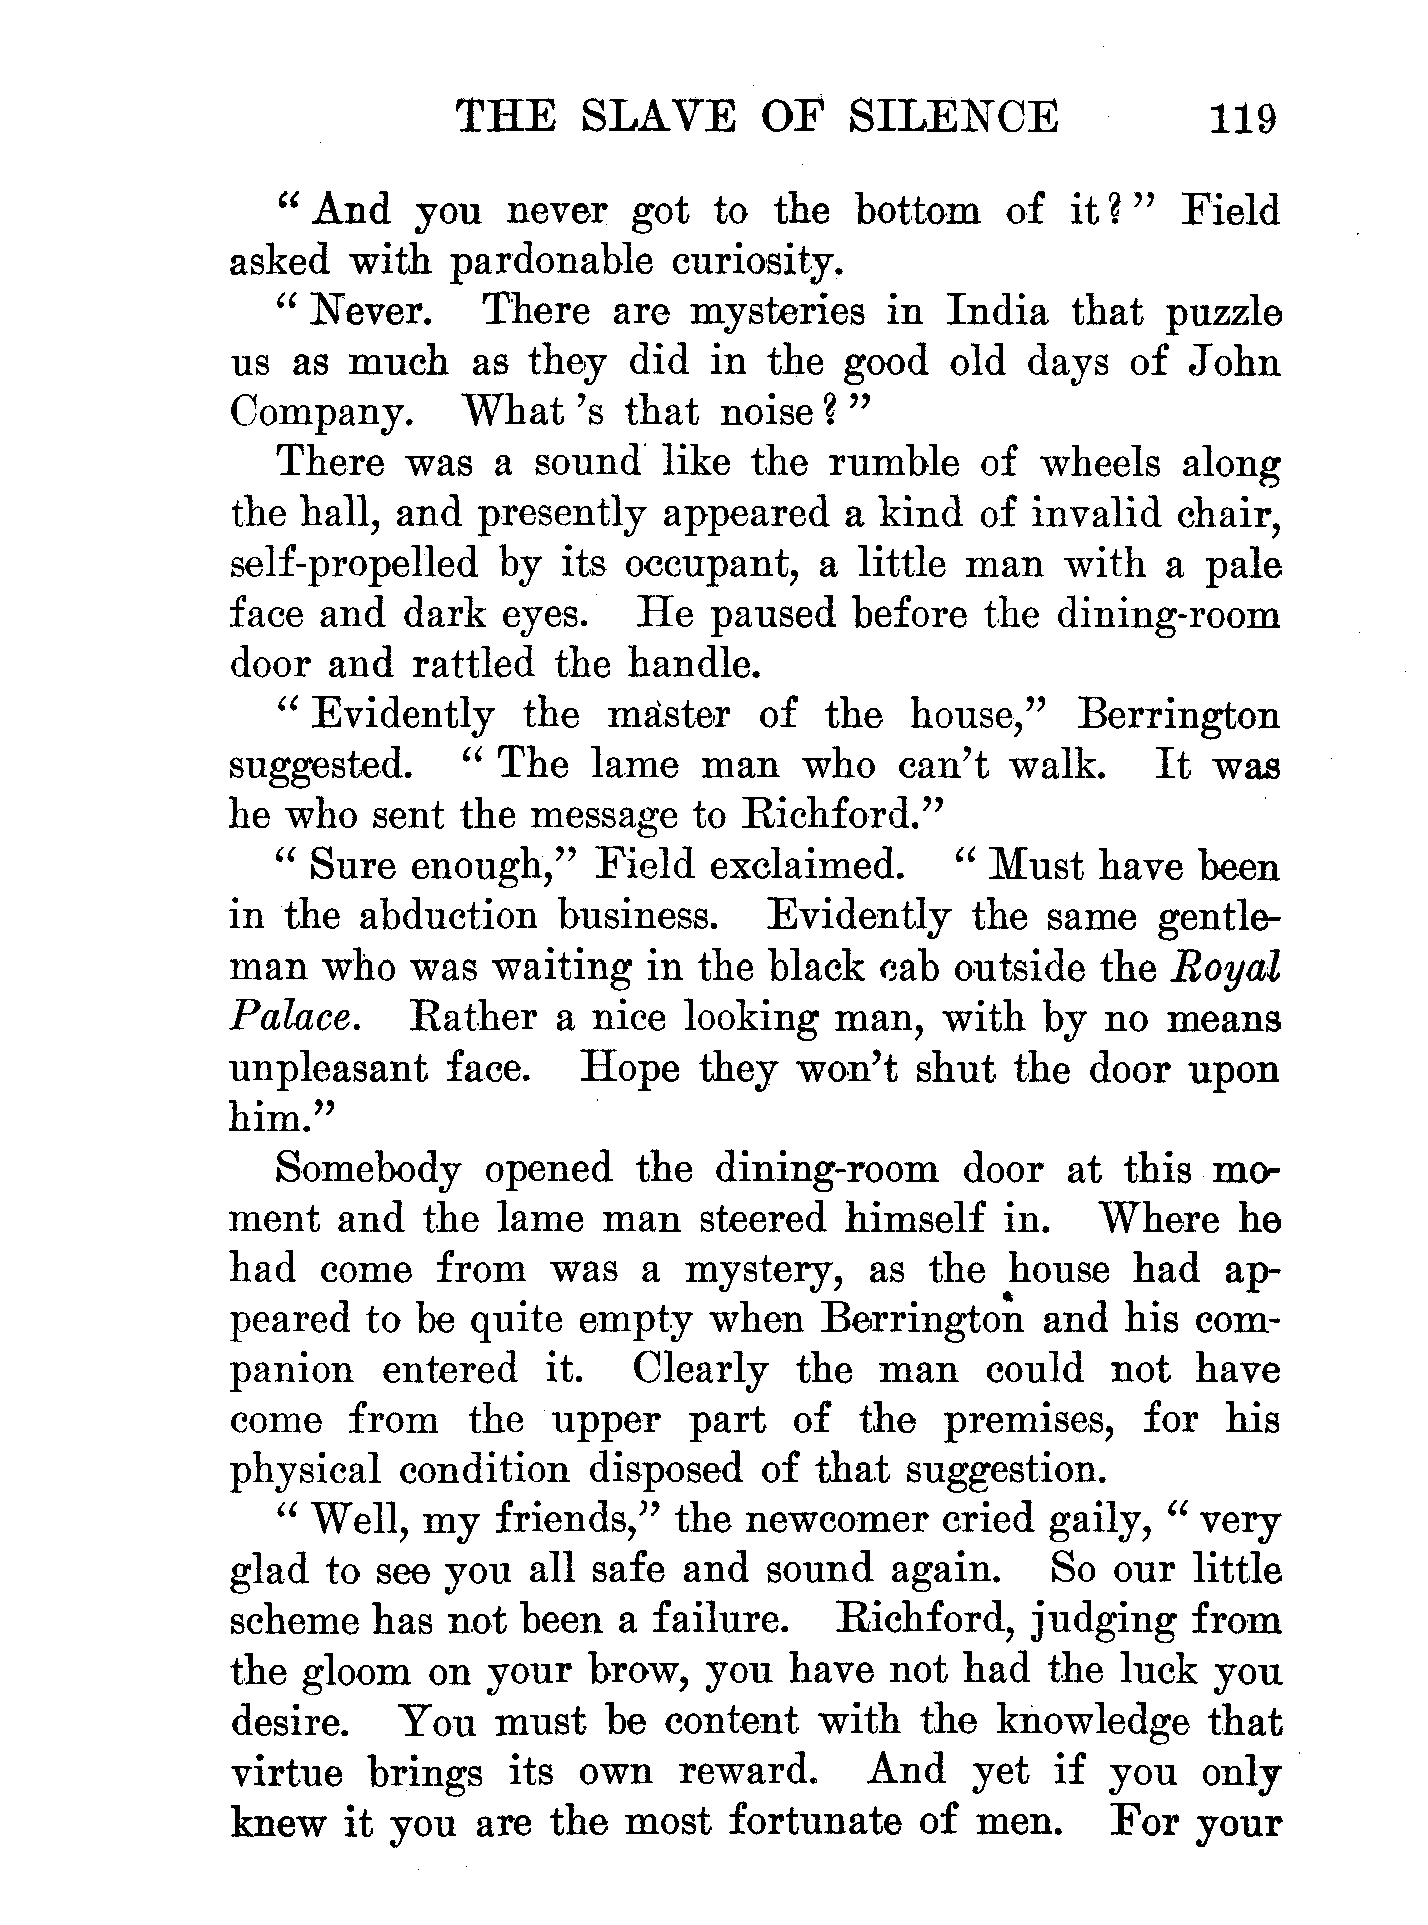 THE SLAVE OF SILENCE 119
“ And you never got to the bottom of it? ” Field
asked with pardonable curiosity.
“ Never. There are mysteries in India that puzzle
us as much as they did in the good old days of John
Company. What 's that noise? ”
There was a sound like the rumble of wheels along
the hall, and presently appeared a kind of invalid chair,
self-propelled by its occupant, a little man with a pale
face and dark eyes. He paused before the dining-room
door and rattled the handle.
“ Evidently the master of the house,” Berrington
suggested. “ The lame man who can’t walk. It was
he who sent the message to Richford.”
“ Sure enough,” Field exclaimed. “ Must have been
in the abduction business. Evidently the same gentle-
man who was waiting in the black cab outside the Royal
Palace. Rather a nice looking man, with by no means
unpleasant face. Hope they won’t shut the door upon
him.”
Somebody opened the dining-room door at this mo-
ment and the lame man steered himself in. Where he
had come from was a mystery, as the house had ap-
peared to be quite empty when Berrington and his com-
panion entered it. Clearly the man could not have
come from the upper part of the premises, for his
physical condition disposed of that suggestion.
“ Well, my friends,” the newcomer cried gaily, “ very
glad to see you all safe and sound again. So our little
scheme has not been a failure. Richford, judging from
the gloom on your brow, you have not had the luck you
desire. You must be content with the knowledge that
virtue brings its own reward. And yet if you only
knew it you are the most fortunate of men. For your